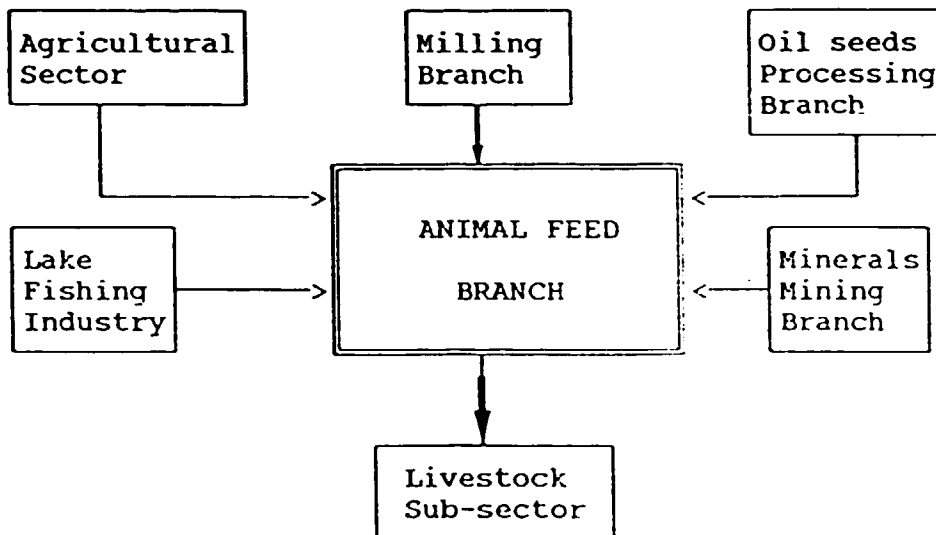 Agricultural
Sector
Milling
Branch
Oil seeds
Processing
Branch
ANIMAL FEED
BRANCH
Lake
Fishing
Industry
Minerals
Mining
Branch
Livestock
Sub-sector